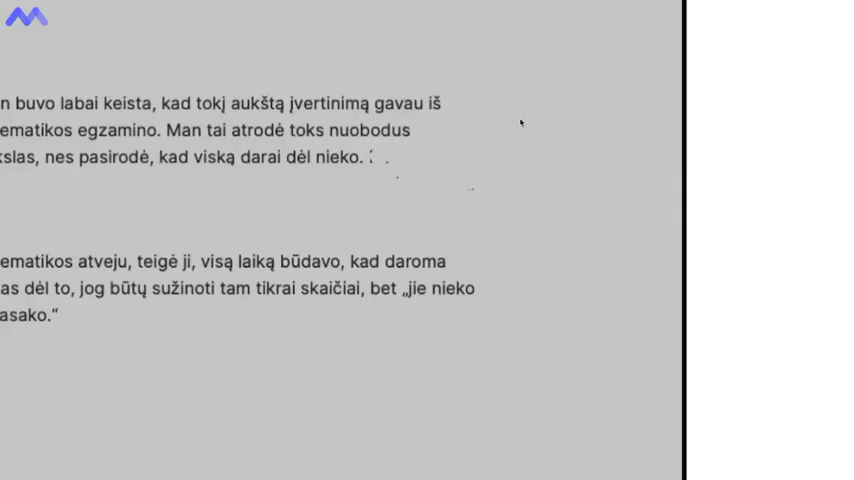 n buvo labai keista, kad tokį aukštą įvertinimą gavau iš
ematikos egzamino. Man tai atrodė toks nuobodus
kslas, nes pasirodė, kad viską darai dėl nieko.
ematikos atveju, teigė ji, visą laiką būdavo, kad daroma
as dėl to, jog būtų sužinoti tam tikrai skaičiai, bet „jie nieko
asako.“